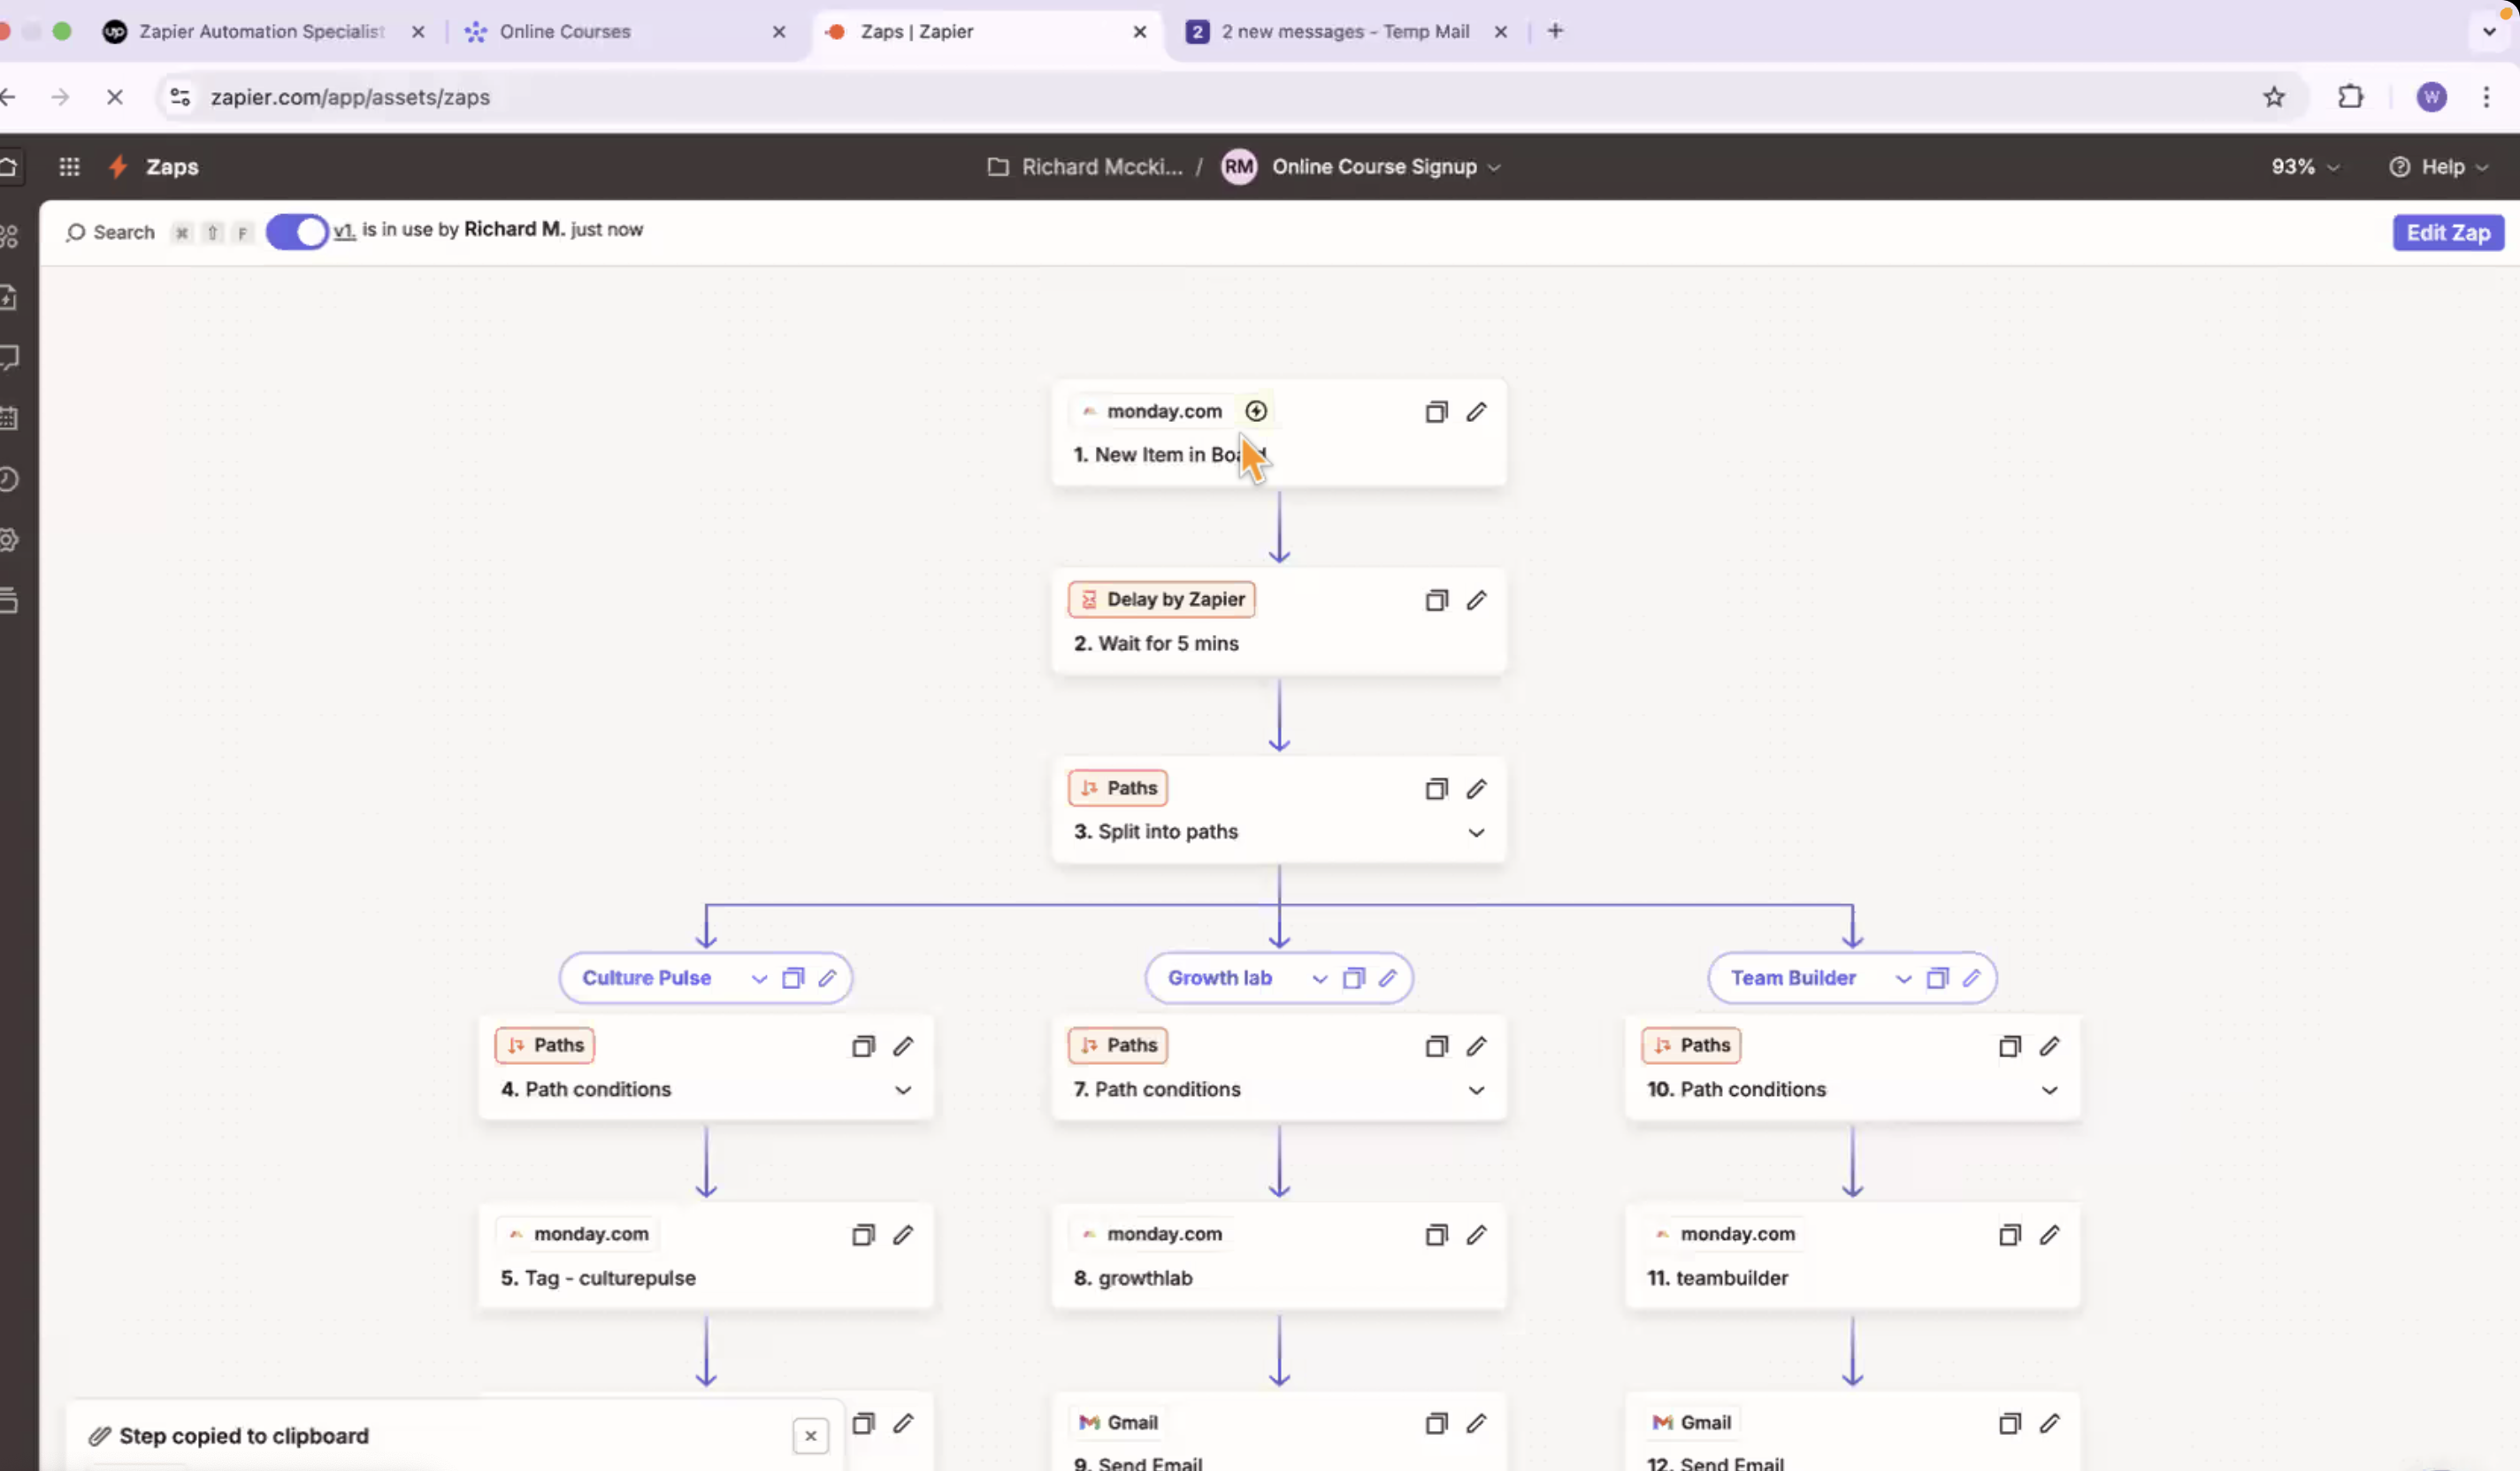 Zapier Automation Specialist
Online Courses
Zaps | Zapier
2
2 new messages - Temp Mail
zapier.com/app/assets/zaps
W
Zaps
Richard Mccki... /
RM
Online Course Signup
93%
Help
Search
F
v1. is in use by Richard M. just now
Edit Zap
monday.com
1. New Item in Board
Delay by Zapier
2. Wait for 5 mins
Paths
3. Split into paths
Culture Pulse
Growth lab
Team Builder
Paths
4. Path conditions
Paths
7. Path conditions
Paths
10. Path conditions
monday.com
5. Tag - culturepulse
monday.com
8. growthlab
monday.com
11. teambuilder
Step copied to clipboard
Gmail
9. Send Email
Gmail
12. Send Email